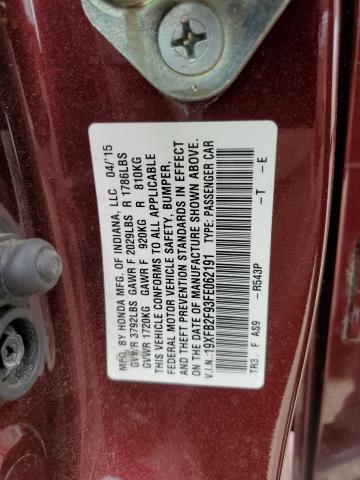 MFD. BY HONDA MFG. OF INDIANA, LLC 04/'15
GVWR 3792LBS GAWR F 2029LBS R 1786LBS
GVWR 1720KG GAWR F 920KG R 810KG
THIS VEHICLE CONFORMS TO ALL APPLICABLE
FEDERAL MOTOR VEHICLE SAFETY, BUMPER,
AND THEFT PREVENTION STANDARDS IN EFFECT
ON THE DATE OF MANUFACTURE SHOWN ABOVE.
V.I.N.:19XFB2F93FE062191 TYPE: PASSENGER CAR
TR3 F AS9 -R543P -T -E